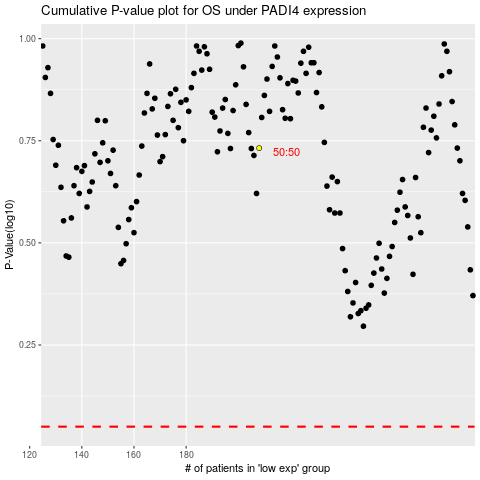 Cumulative P-value plot for OS under PADI4 expression
1.00
0.75
0.50
0.25
P-Value(log10)
50:50
120 140 160 180
# of patients in 'low exp' group